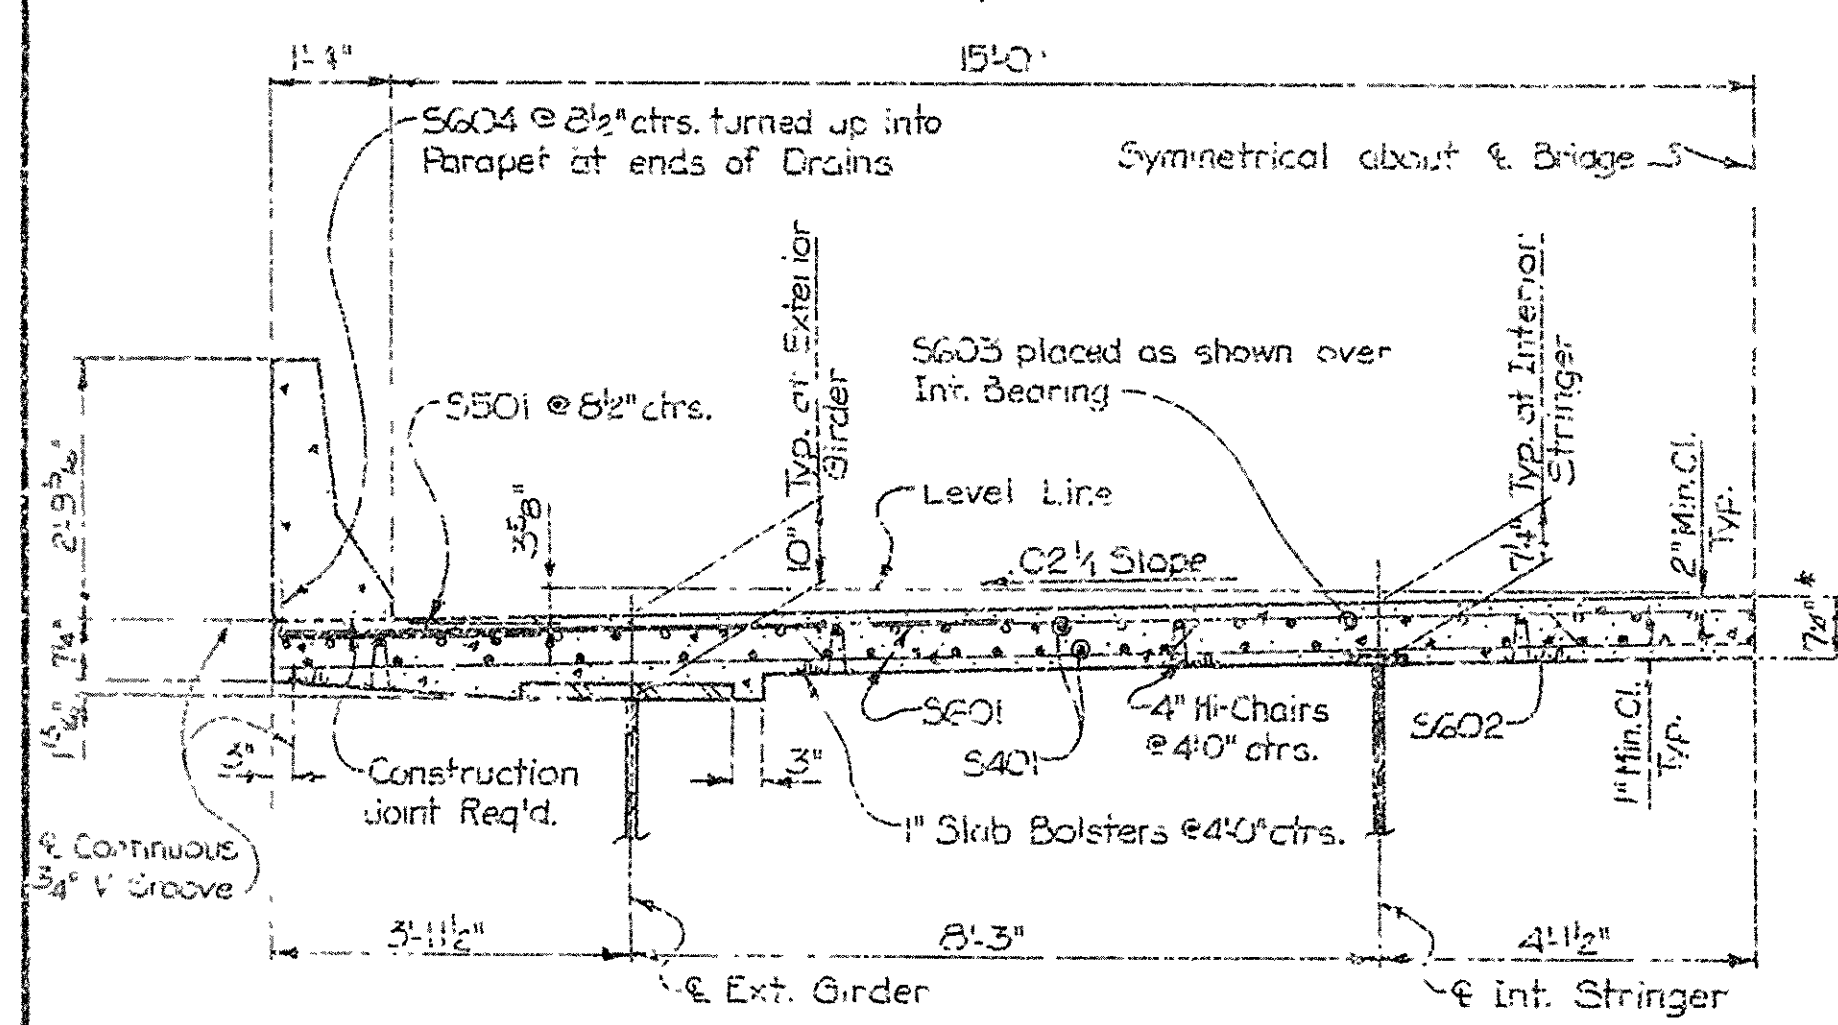 1'-4"
15'-0"
S604 @ 8½" ctrs. turned up into
Parapet at ends of Drains
Symmetrical about ℄ Bridge
Typ. at Exterior
Girder
10"
S603 placed as shown over
Int. Bearing
7¼" Typ. at Interior
Stringer
S501 @ 8½" ctrs.
2" Min. Cl.
Typ.
3⅝"
Level Line
.021/1 Slope
7¼"
7¼" *
S601
4" Hi-Chairs
@ 4'-0" ctrs.
S602
S401
1" Min. Cl.
Typ.
3"
3"
Construction
Joint Req'd.
1" Slab Bolsters @ 4'-0" ctrs.
℄ Continuous
¾" V Groove
3'-11½"
8'-3"
4'-1½"
℄ Ext. Girder
℄ Int. Stringer